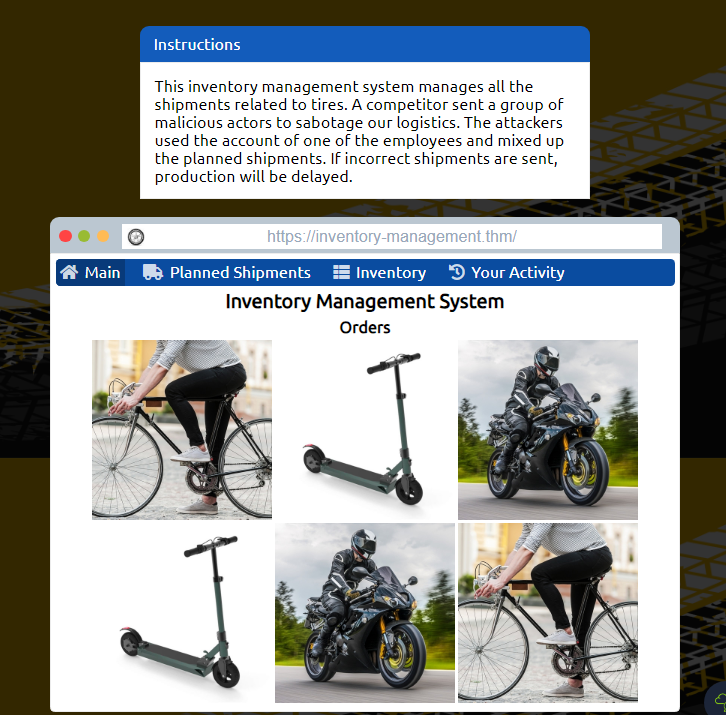 Instructions
This inventory management system manages all the
shipments related to tires. A competitor sent a group of
malicious actors to sabotage our logistics. The attackers
used the account of one of the employees and mixed up
the planned shipments. If incorrect shipments are sent,
production will be delayed.
https://inventory-management.thm/
Main Planned Shipments Inventory Your Activity
Inventory Management System
Orders